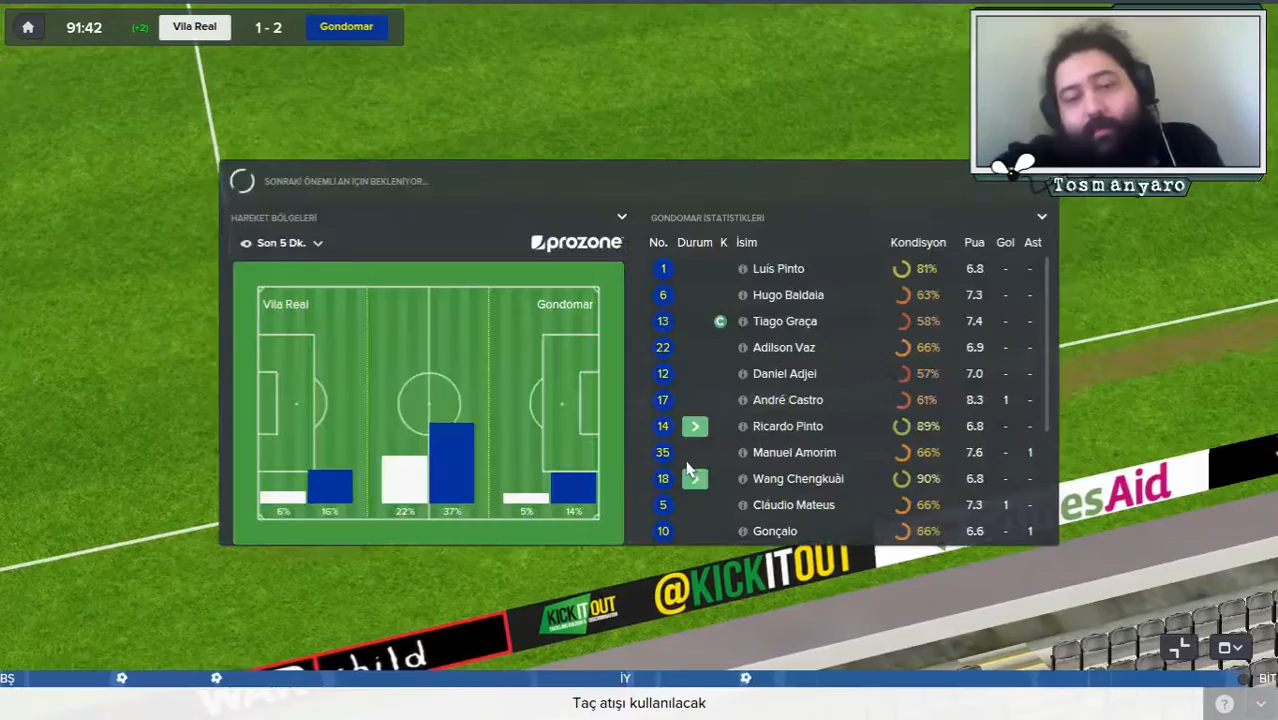 91:42 (+2) Vila Real 1 - 2 Gondomar
Tosmanyaro
SONRAKİ ÖNEMLİ AN İÇİN BEKLENİYOR...
HAREKET BÖLGELERİ
Son 5 Dk.
prozone
Vila Real Gondomar
6% 16% 22% 37% 5% 14%
GONDOMAR İSTATİSTİKLERİ
No. Durum K İsim Kondisyon Pua Gol Ast
1 Luís Pinto 81% 6.8 - -
6 Hugo Baldaia 63% 7.3 - -
13 C Tiago Graça 58% 7.4 - -
22 Adilson Vaz 66% 6.9 - -
12 Daniel Adjei 57% 7.0 - -
17 André Castro 61% 8.3 1 -
14 Ricardo Pinto 89% 6.8 - -
35 Manuel Amorim 66% 7.6 - 1
18 Wang Chengkuài 90% 6.8 - -
5 Cláudio Mateus 66% 7.3 1 -
10 Gonçalo 66% 6.6 - 1
esAid
KICK IT OUT
@KICKITOUT
hild
BŞ İY BİT
Taç atışı kullanılacak
?